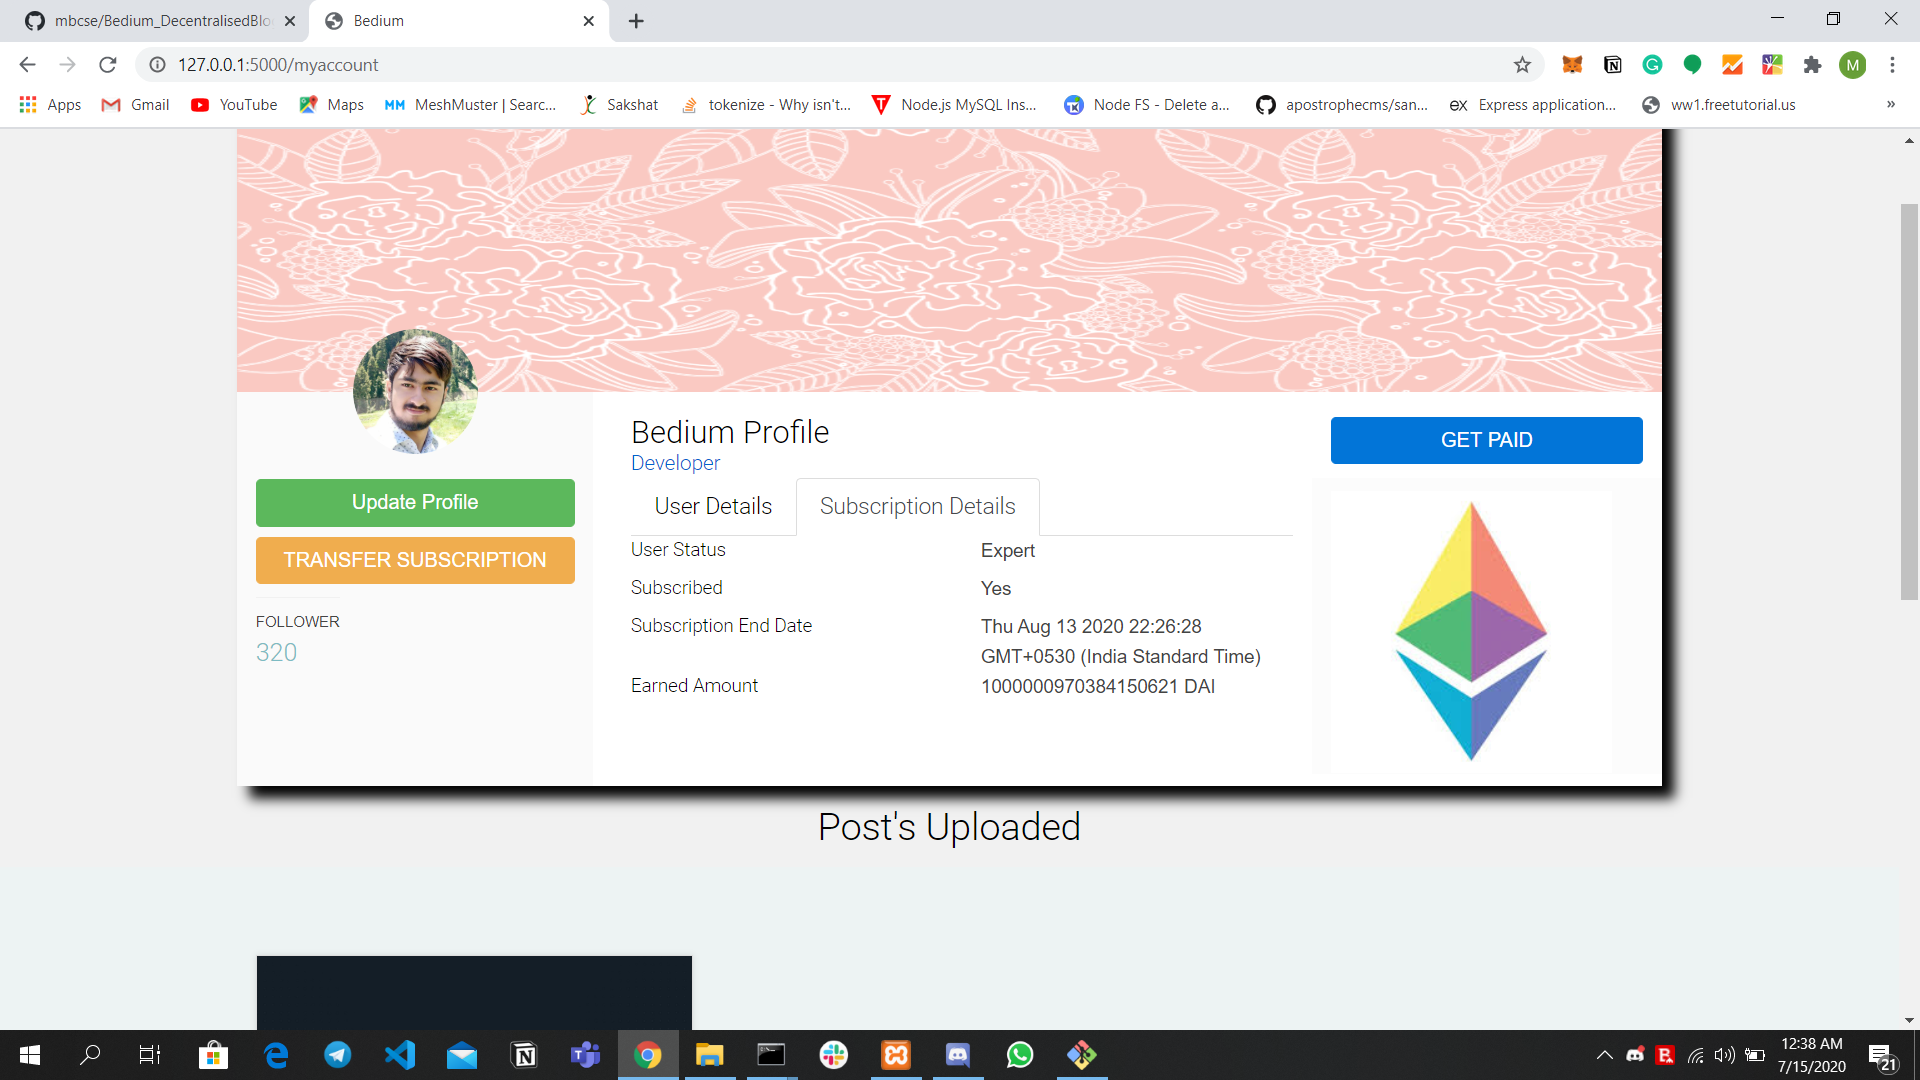 mbcse/Bedium_DecentralisedBlo
Bedium
127.0.0.1:5000/myaccount
M
Apps
Gmail
YouTube
Maps
MM MeshMuster | Searc...
Sakshat
tokenize - Why isn't...
Node.js MySQL Ins...
Node FS - Delete a...
apostrophecms/san...
ex Express application...
ww1.freetutorial.us
»
Bedium Profile
Developer
GET PAID
Update Profile
TRANSFER SUBSCRIPTION
FOLLOWER
320
User Details
Subscription Details
User Status Expert
Subscribed Yes
Subscription End Date Thu Aug 13 2020 22:26:28
GMT+0530 (India Standard Time)
Earned Amount 1000000970384150621 DAI
Post's Uploaded
12:38 AM
7/15/2020
21